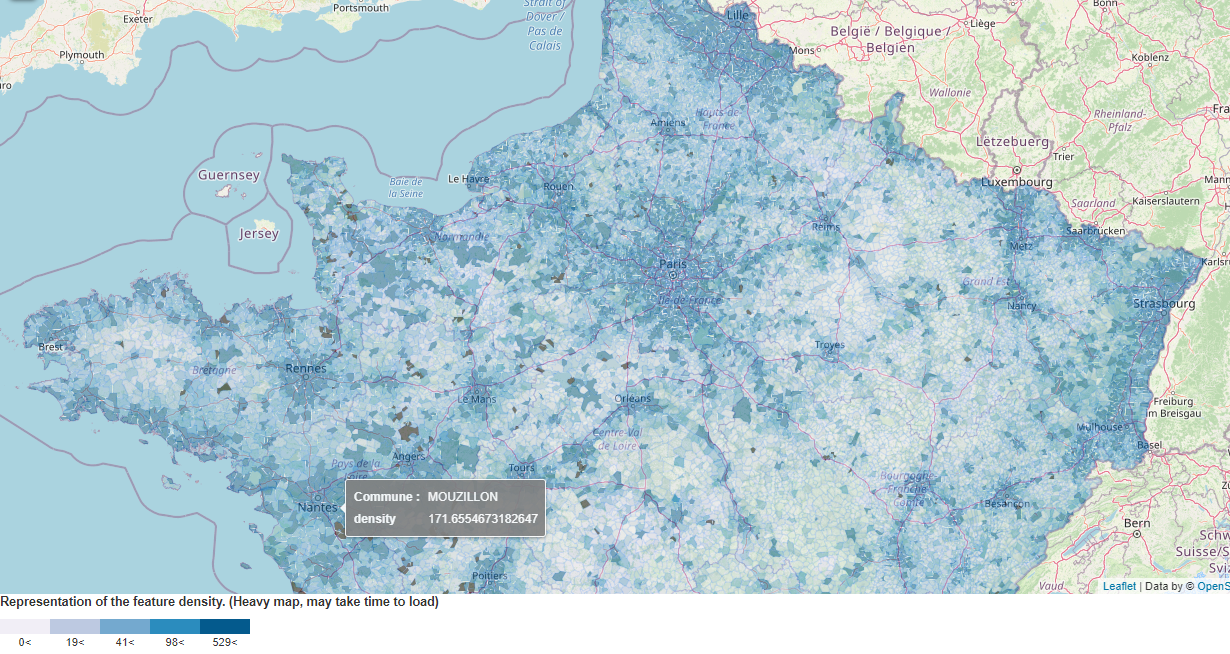 Exeter
Portsmouth
Plymouth
Strait of
Dover /
Pas de
Calais
Lille
Bonn
Liège
België / Belgique /
Belgien
Mons
Koblenz
Wallonie
Rheinland-
Pfalz
Hauts-de-
France
Amiens
Lëtzebuerg
Trier
Luxembourg
Guernsey
Baie de
la Seine
Le Havre
Rouen
Saarland
Kaiserslautern
Jersey
Normandie
Reims
Saarbrücken
Metz
Paris
Île-de-France
Grand Est
Nancy
Strasbourg
Brest
Troyes
Bretagne
Rennes
Le Mans
Orléans
Freiburg
im Breisgau
Mulhouse
Centre-Val
de Loire
Basel
Angers
Pays de la
Loire
Tours
Bourgogne-
Franche-
Comté
Nantes
Commune : MOUZILLON
density 171.6554673182647
Besançon
Bern
Poitiers
Vaud
Leaflet | Data by © OpenS
Representation of the feature density. (Heavy map, may take time to load)
0< 19< 41< 98< 529<